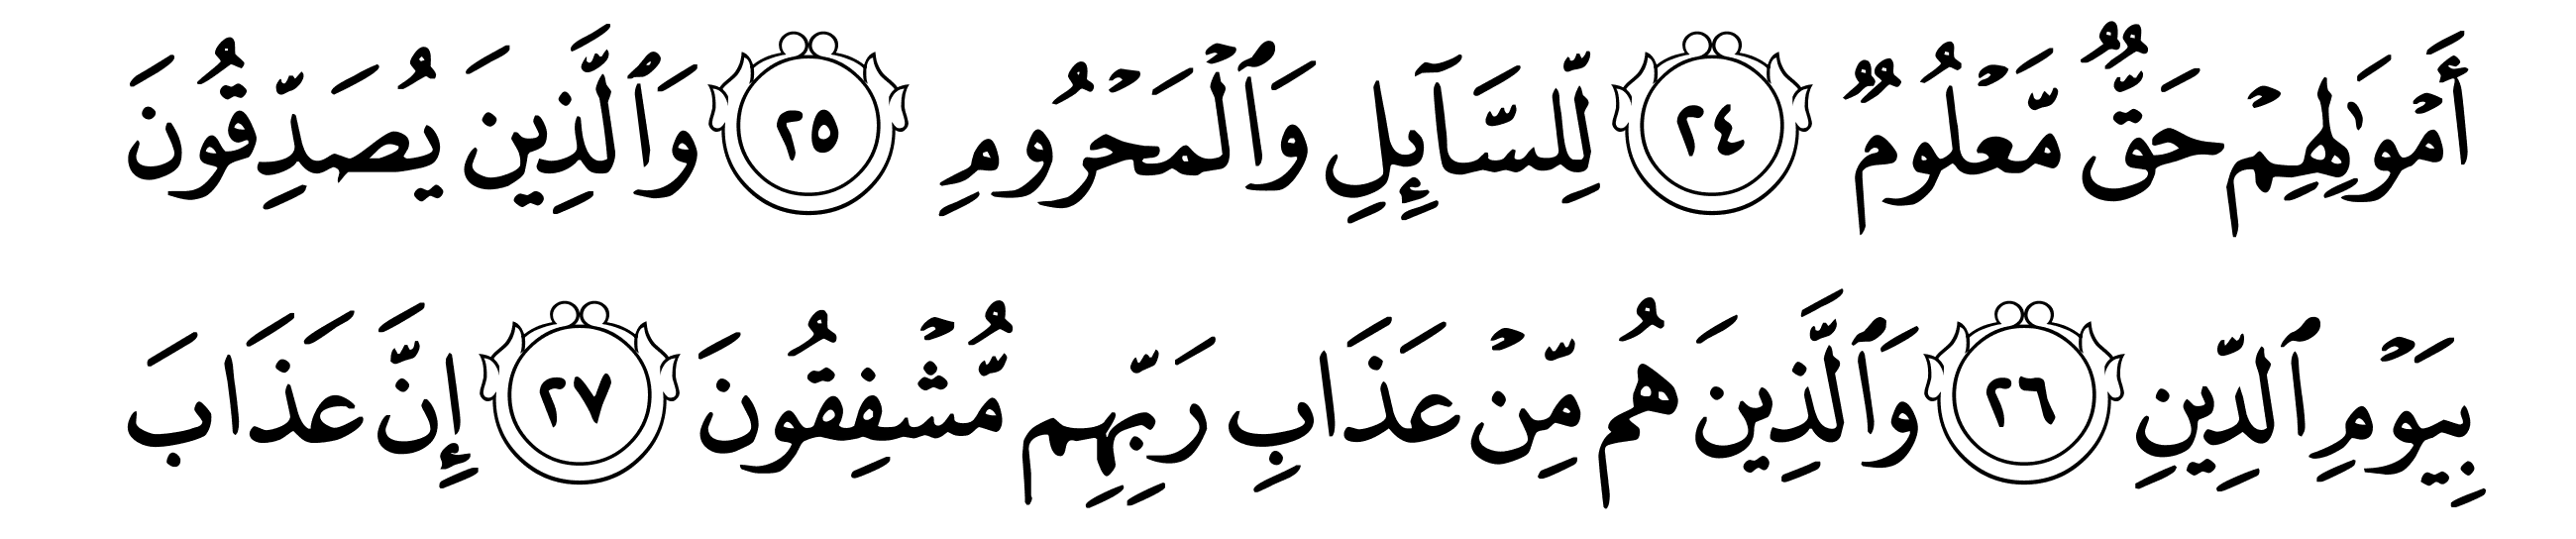 أَمۡوَٰلِهِمۡ حَقّٞ مَّعۡلُومٞ ٢٤ لِّلسَّآئِلِ وَٱلۡمَحۡرُومِ ٢٥ وَٱلَّذِينَ يُصَدِّقُونَ
بِيَوۡمِ ٱلدِّينِ ٢٦ وَٱلَّذِينَ هُم مِّنۡ عَذَابِ رَبِّهِم مُّشۡفِقُونَ ٢٧ إِنَّ عَذَابَ